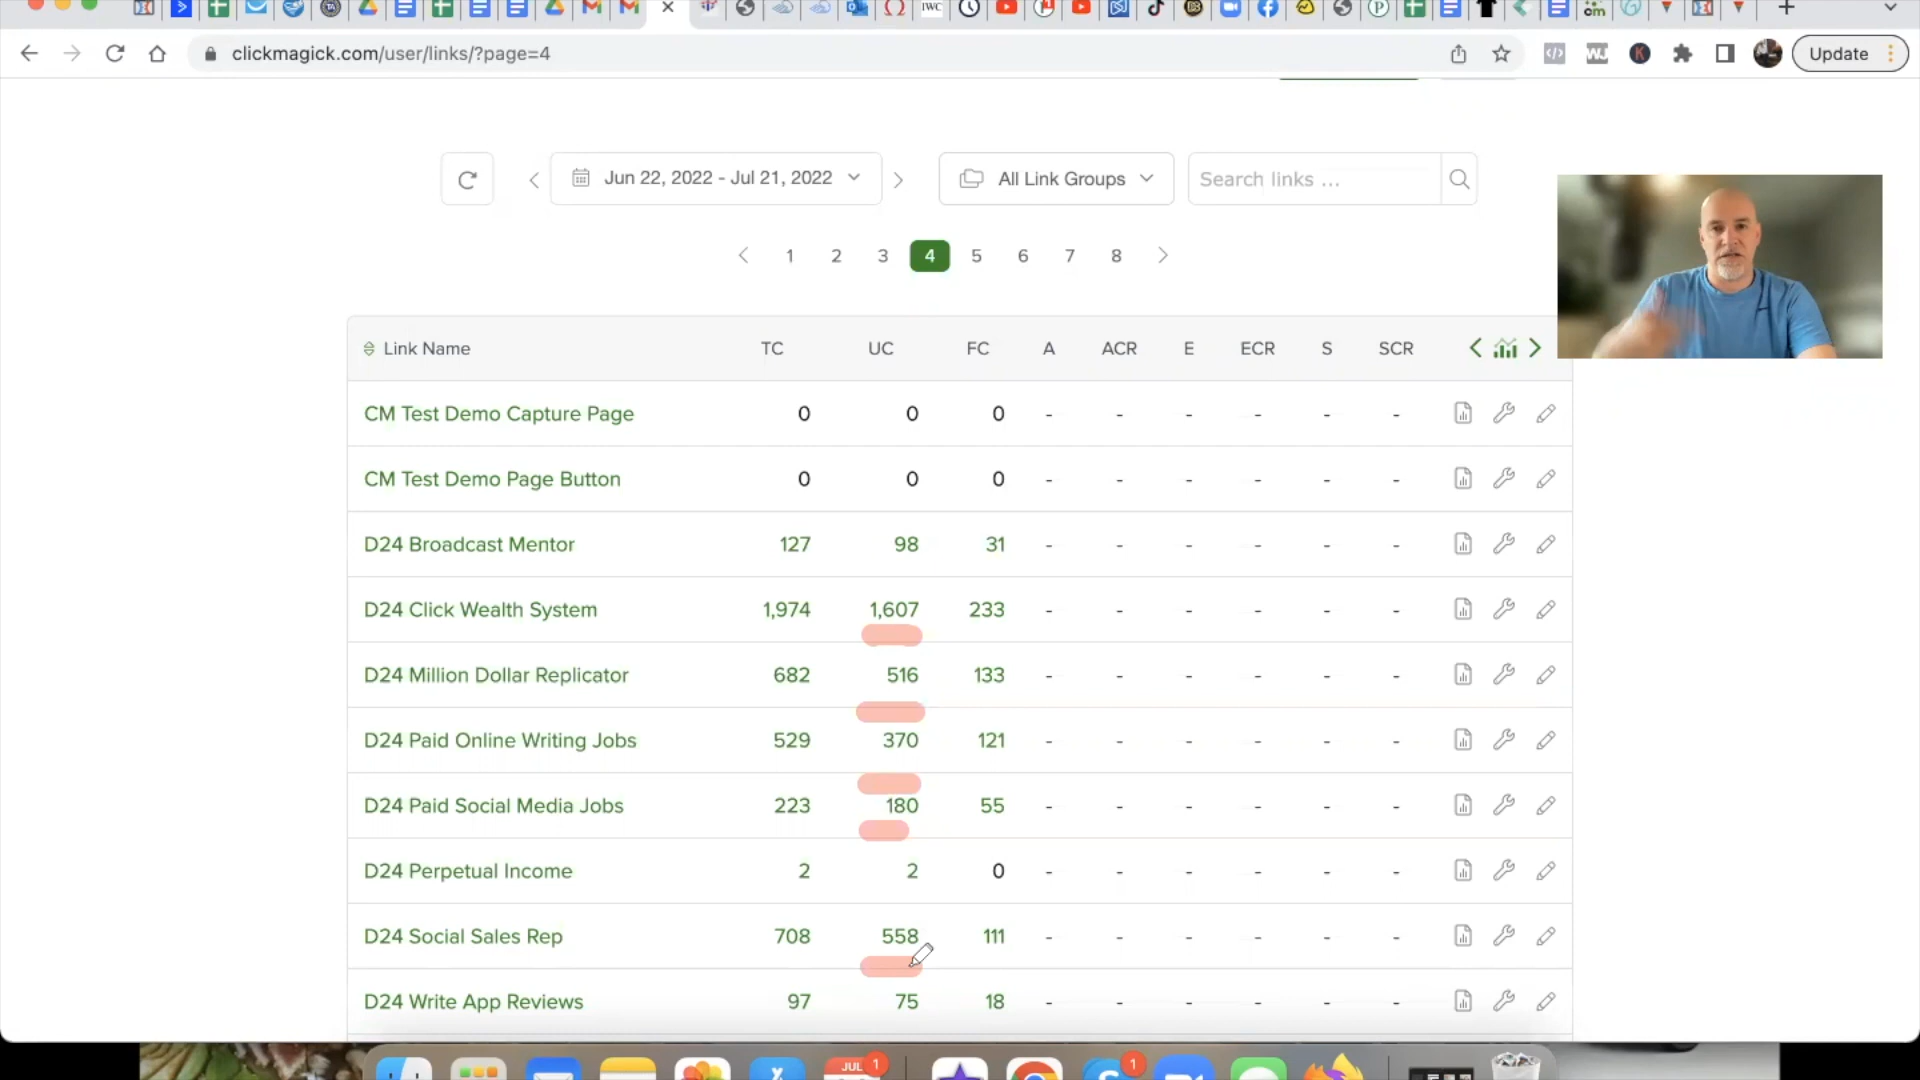 IWC
clickmagick.com/user/links/?page=4
WJ
K
Update
Jun 22, 2022 - Jul 21, 2022
All Link Groups
Search links ...
1 2 3 4 5 6 7 8
Link Name TC UC FC A ACR E ECR S SCR
CM Test Demo Capture Page 0 0 0 - - - - - -
CM Test Demo Page Button 0 0 0 - - - - - -
D24 Broadcast Mentor 127 98 31 - - - - - -
D24 Click Wealth System 1,974 1,607 233 - - - - - -
D24 Million Dollar Replicator 682 516 133 - - - - - -
D24 Paid Online Writing Jobs 529 370 121 - - - - - -
D24 Paid Social Media Jobs 223 180 55 - - - - - -
D24 Perpetual Income 2 2 0 - - - - - -
D24 Social Sales Rep 708 558 111 - - - - - -
D24 Write App Reviews 97 75 18 - - - - - -
JUL 1
1